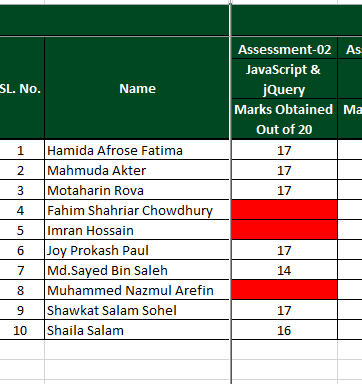 Assessment-02 As
JavaScript &
jQuery
SL. No. Name
Marks Obtained Ma
Out of 20
1 Hamida Afrose Fatima 17
2 Mahmuda Akter 17
3 Motaharin Rova 17
4 Fahim Shahriar Chowdhury
5 Imran Hossain
6 Joy Prokash Paul 17
7 Md.Sayed Bin Saleh 14
8 Muhammed Nazmul Arefin
9 Shawkat Salam Sohel 17
10 Shaila Salam 16